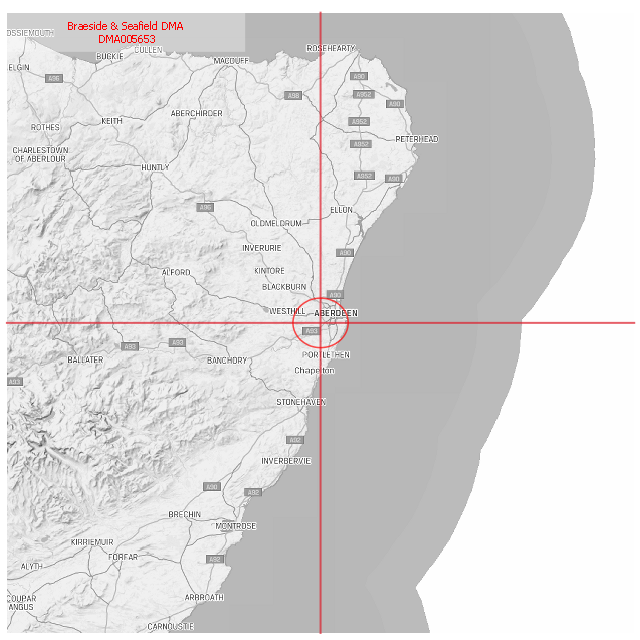 Braeside & Seafield DMA
DMA005653
OSSIEMOUTH
CULLEN
ROSEHEARTY
BUCKIE
MACDUFF
ELGIN
A96
A90
A98
A952
A90
ROTHES
KEITH
ABERCHIRDER
A952
PETERHEAD
A952
CHARLESTOWN
OF ABERLOUR
HUNTLY
A952
A90
A96
ELLON
OLDMELDRUM
INVERURIE
A90
ALFORD
KINTORE
BLACKBURN
A90
WESTHILL
ABERDEEN
A93
A93
A93
PORTLETHEN
BALLATER
BANCHORY
Chapelton
A93
STONEHAVEN
A92
INVERBERVIE
A90
A92
BRECHIN
MONTROSE
KIRRIEMUIR
FORFAR
A92
ALYTH
COUPAR
ANGUS
ARBROATH
CARNOUSTIE